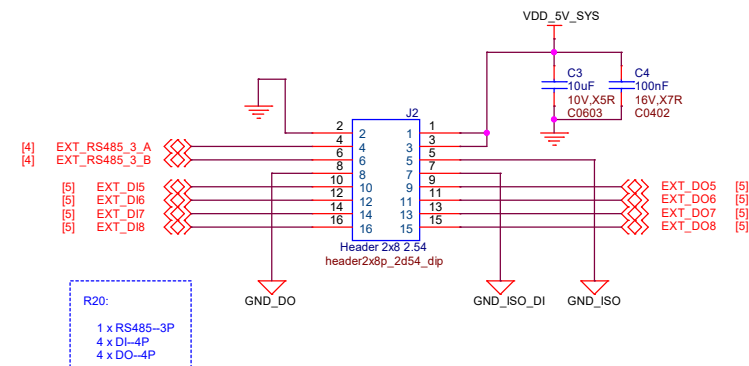 VDD_5V_SYS
C3
10uF
10V,X5R
C0603
C4
100nF
16V,X7R
C0402
J2
2 2 1 1
[4] EXT_RS485_3_A 4 4 3 3
[4] EXT_RS485_3_B 6 6 5 5
8 8 7 7
[5] EXT_DI5 10 10 9 9 EXT_DO5 [5]
[5] EXT_DI6 12 12 11 11 EXT_DO6 [5]
[5] EXT_DI7 14 14 13 13 EXT_DO7 [5]
[5] EXT_DI8 16 16 15 15 EXT_DO8 [5]
Header 2x8 2.54
header2x8p_2d54_dip
GND_DO
GND_ISO_DI
GND_ISO
R20:
1 x RS485--3P
4 x DI--4P
4 x DO--4P